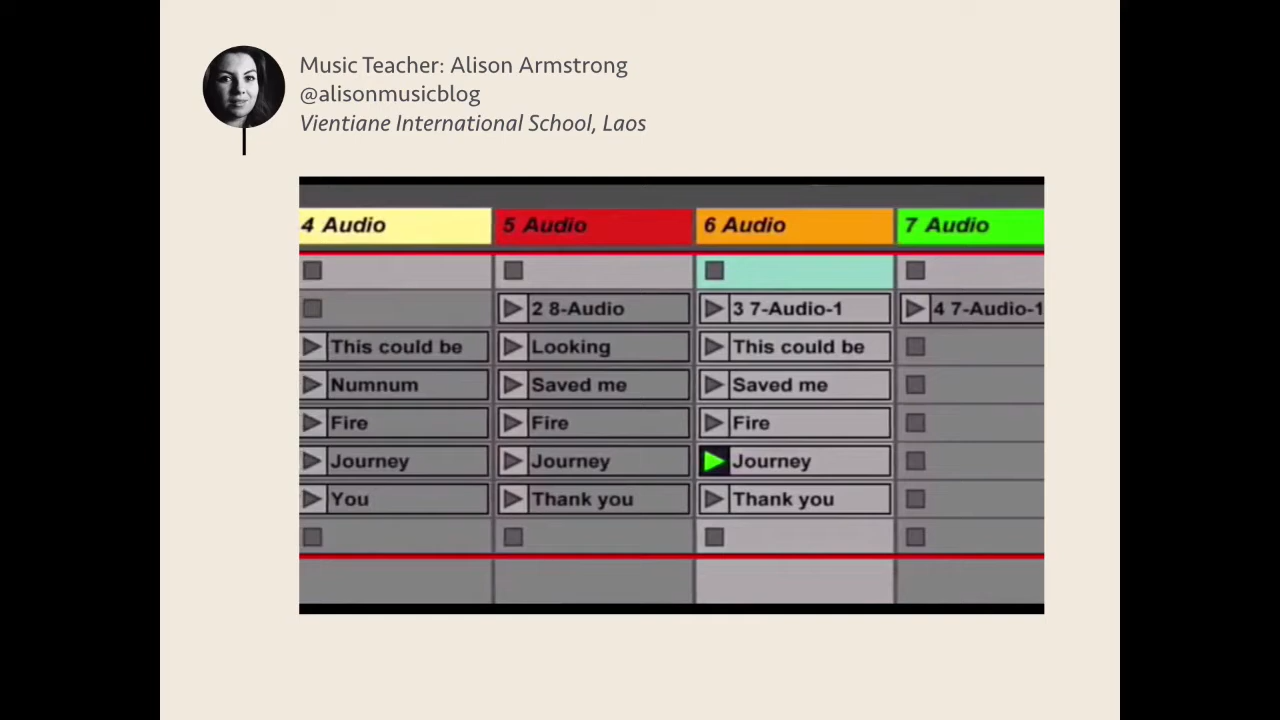 Music Teacher: Alison Armstrong
@alisonmusicblog
Vientiane International School, Laos
4 Audio 5 Audio 6 Audio 7 Audio
2 8-Audio 3 7-Audio-1 4 7-Audio-1
This could be Looking This could be
Numnum Saved me Saved me
Fire Fire Fire
Journey Journey Journey
You Thank you Thank you